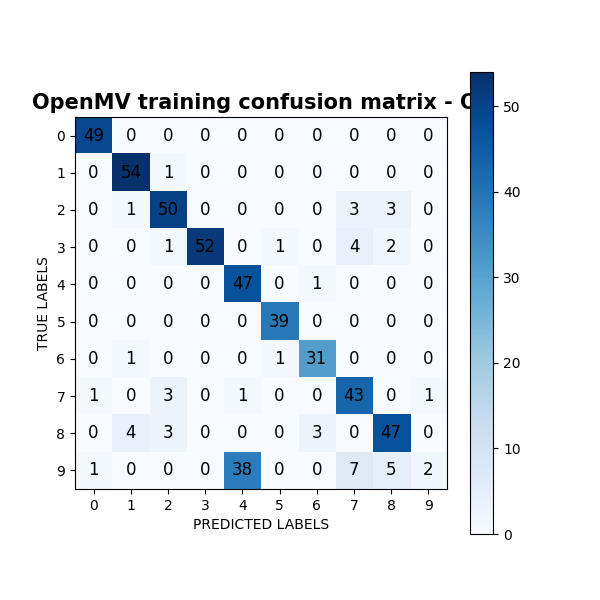 OpenMV training confusion matrix -
0 49 0 0 0 0 0 0 0 0 0
1 0 54 1 0 0 0 0 0 0 0
2 0 1 50 0 0 0 0 3 3 0
3 0 0 1 52 0 1 0 4 2 0
4 0 0 0 0 47 0 1 0 0 0
5 0 0 0 0 0 39 0 0 0 0
6 0 1 0 0 0 1 31 0 0 0
7 1 0 3 0 1 0 0 43 0 1
8 0 4 3 0 0 0 3 0 47 0
9 1 0 0 0 38 0 0 7 5 2
0 1 2 3 4 5 6 7 8 9
TRUE LABELS
PREDICTED LABELS
50
40
30
20
10
0